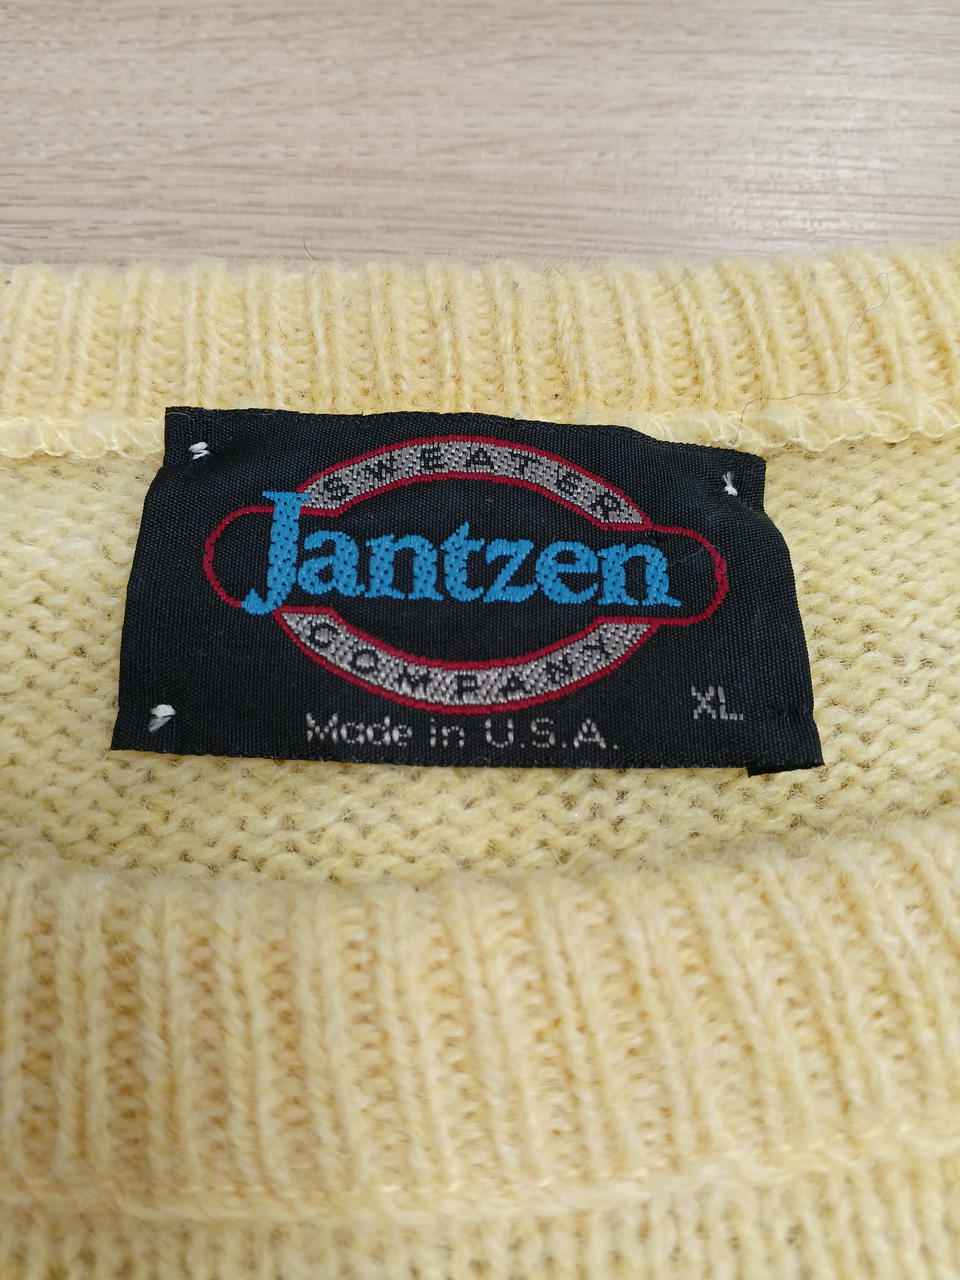 SWEATER
Jantzen
COMPANY
XL.
Made in U.S.A.